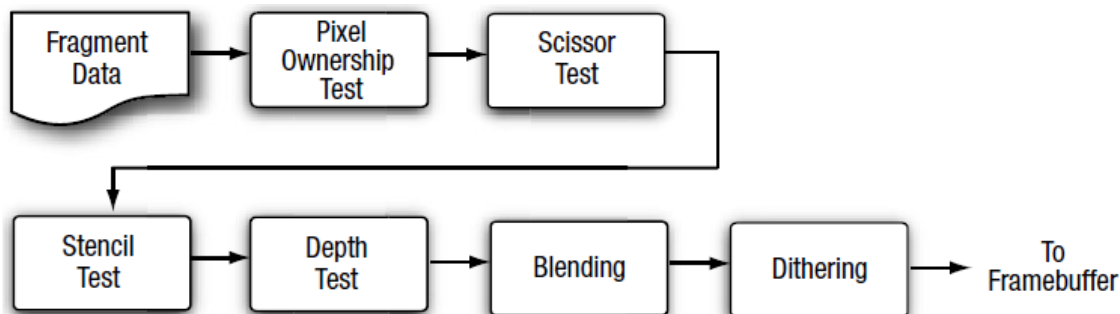 Fragment
Data
Pixel
Ownership
Test
Scissor
Test
Stencil
Test
Depth
Test
Blending
Dithering
To
Framebuffer